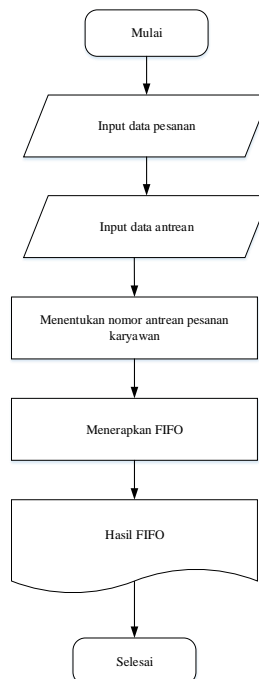 Mulai
Input data pesanan
Input data antrean
Menentukan nomor antrean pesanan
karyawan
Menerapkan FIFO
Hasil FIFO
Selesai